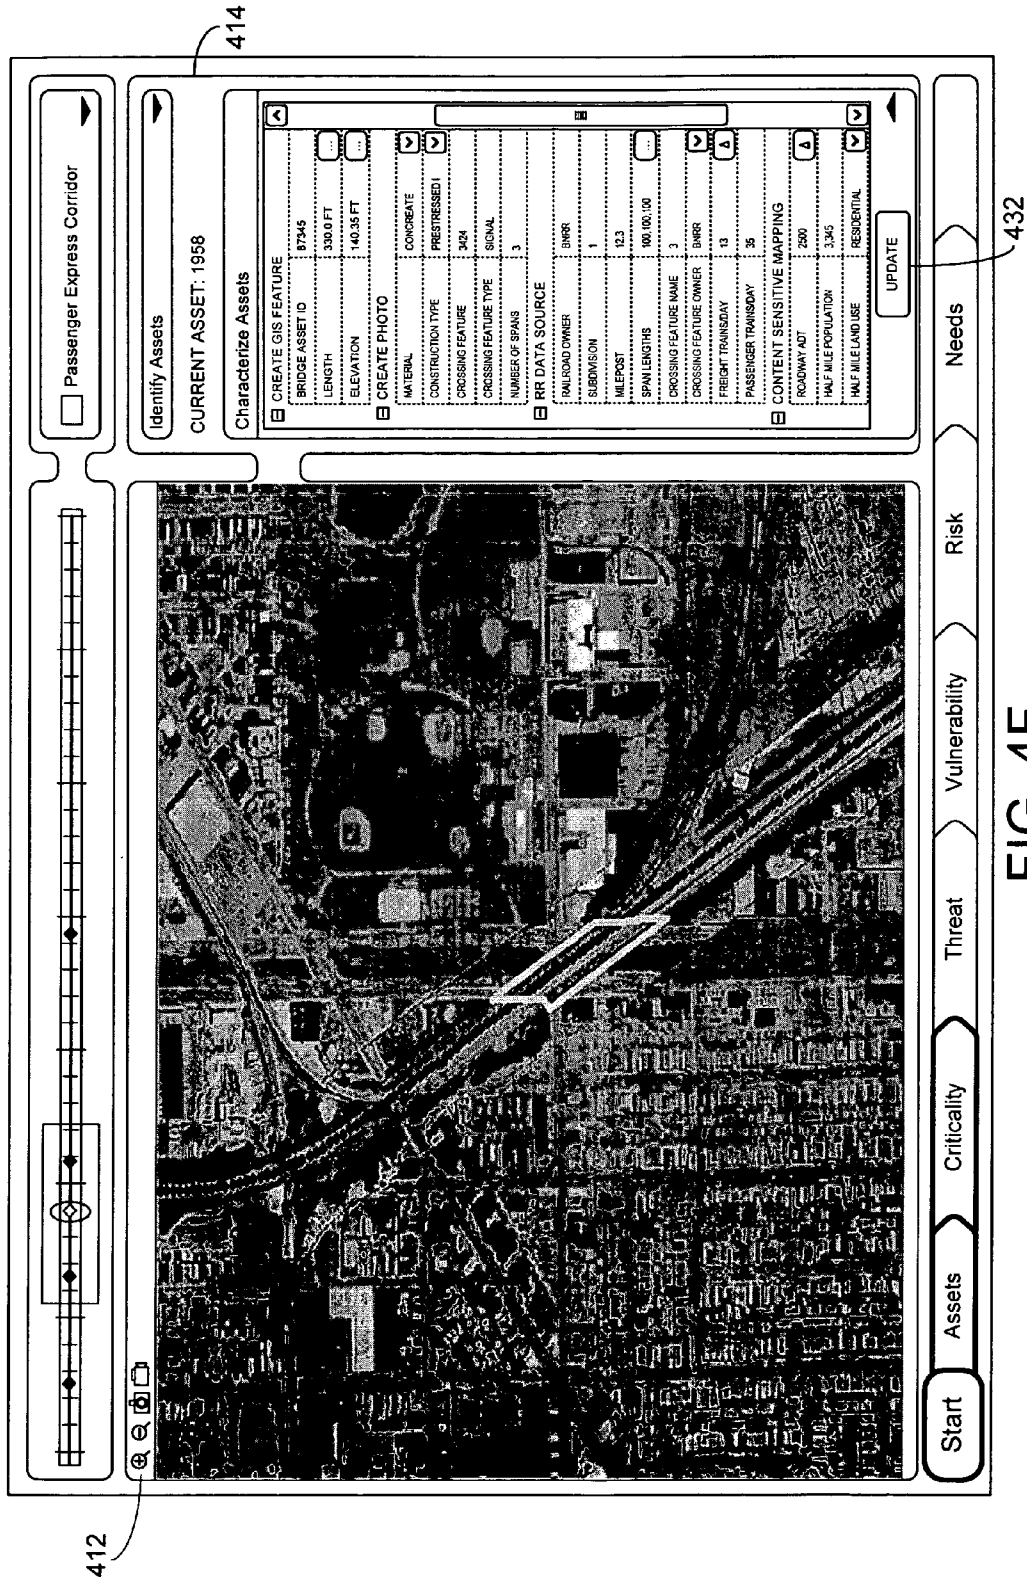 Passenger Express Corridor
414
Identify Assets
CURRENT ASSET: 1958
Characterize Assets
CREATE GIS FEATURE
BRIDGE ASSET ID B7345
LENGTH 330.0 FT ...
ELEVATION 140.35 FT ...
CREATE PHOTO
MATERIAL CONCREATE
CONSTRUCTION TYPE PRESTRESSED I
CROSSING FEATURE 3424
CROSSING FEATURE TYPE SIGNAL
NUMBER OF SPANS 3
RR DATA SOURCE
RAILROAD OWNER BNRR
SUBDIVISION 1
MILEPOST 12.3
SPAN LENGTHS 100,100,100 ...
CROSSING FEATURE NAME 3
CROSSING FEATURE OWNER BNRR
FREIGHT TRAINS/DAY 13
PASSENGER TRAINS/DAY 35
CONTENT SENSITIVE MAPPING
ROADWAY ADT 2500
HALF MILE POPULATION 3,345
HALF MILE LAND USE RESIDENTIAL
UPDATE
432
412
Start
Assets
Criticality
Threat
Vulnerability
Risk
Needs